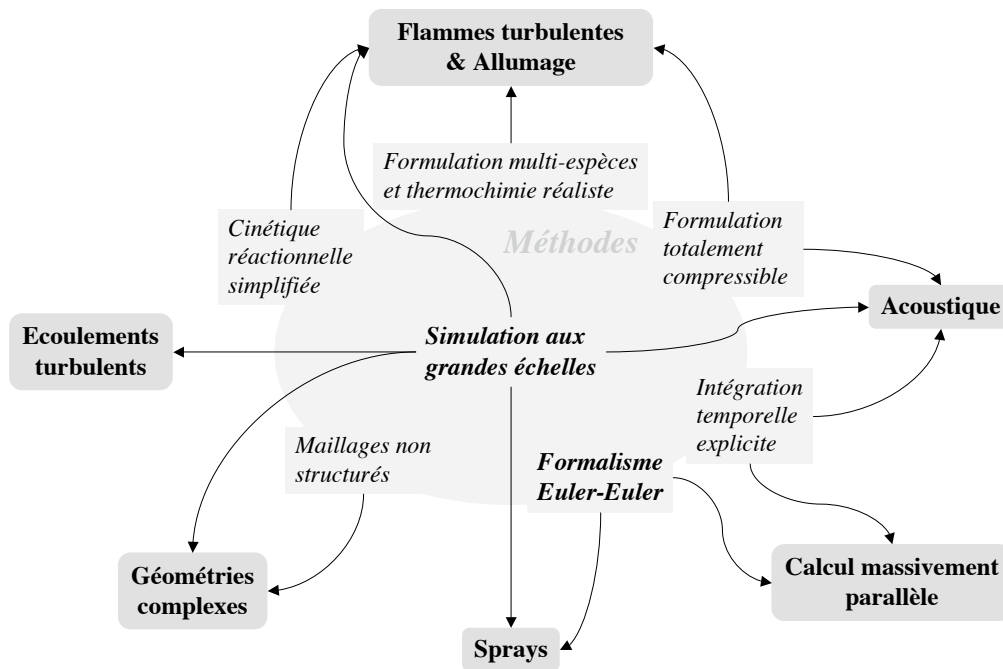 Flammes turbulentes
& Allumage
Formulation multi-espèces
et thermochimie réaliste
Cinétique
réactionnelle
simplifiée
Méthodes
Formulation
totalement
compressible
Acoustique
Ecoulements
turbulents
Simulation aux
grandes échelles
Intégration
temporelle
explicite
Maillages non
structurés
Formalisme
Euler-Euler
Géométries
complexes
Calcul massivement
parallèle
Sprays